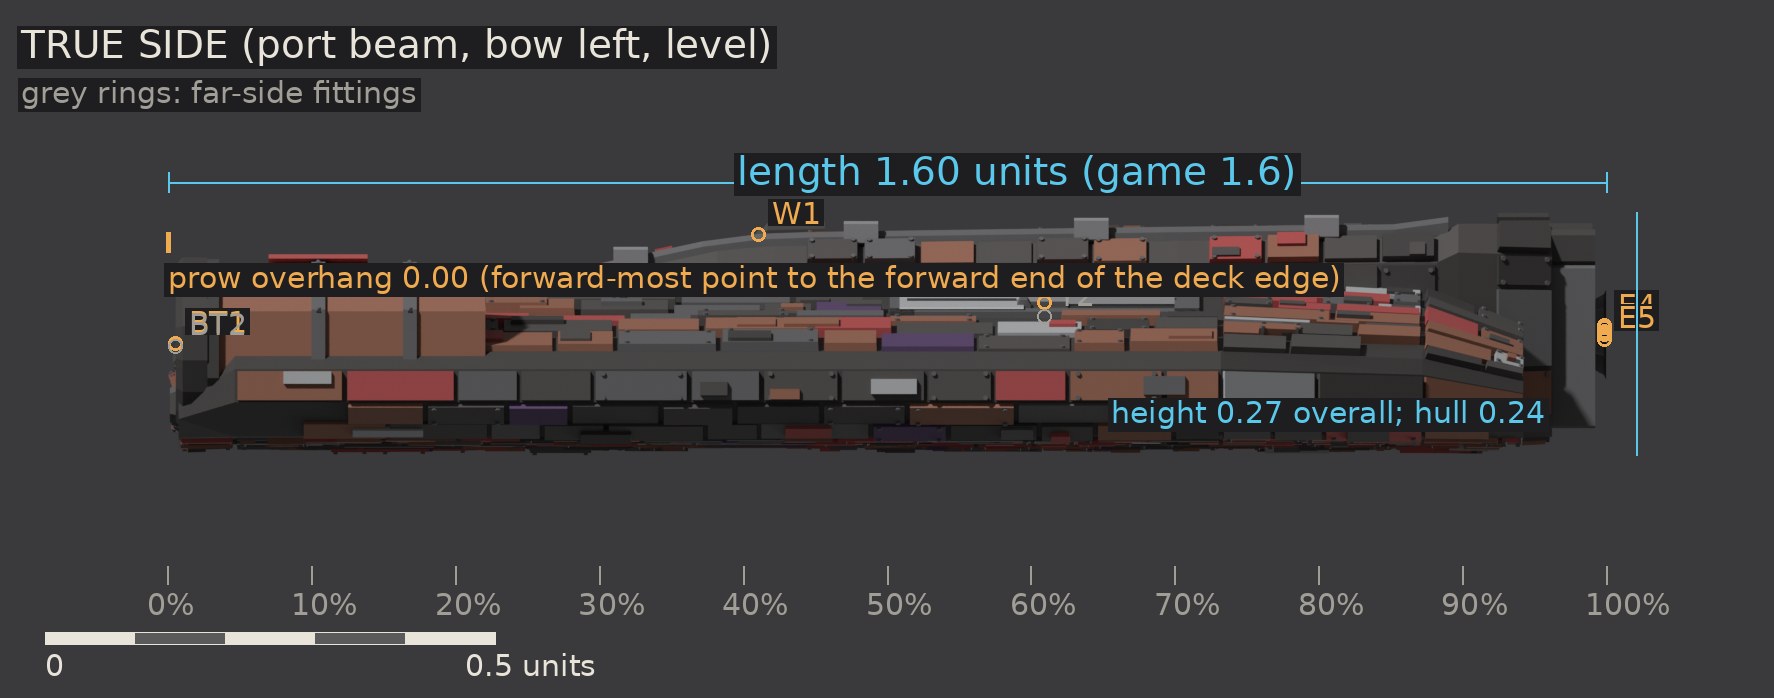 TRUE SIDE (port beam, bow left, level)
grey rings: far-side fittings
length 1.60 units (game 1.6)
W1
prow overhang 0.00 (forward-most point to the forward end of the deck edge)
E5
height 0.27 overall; hull 0.24
0% 10% 20% 30% 40% 50% 60% 70% 80% 90% 100%
0 0.5 units